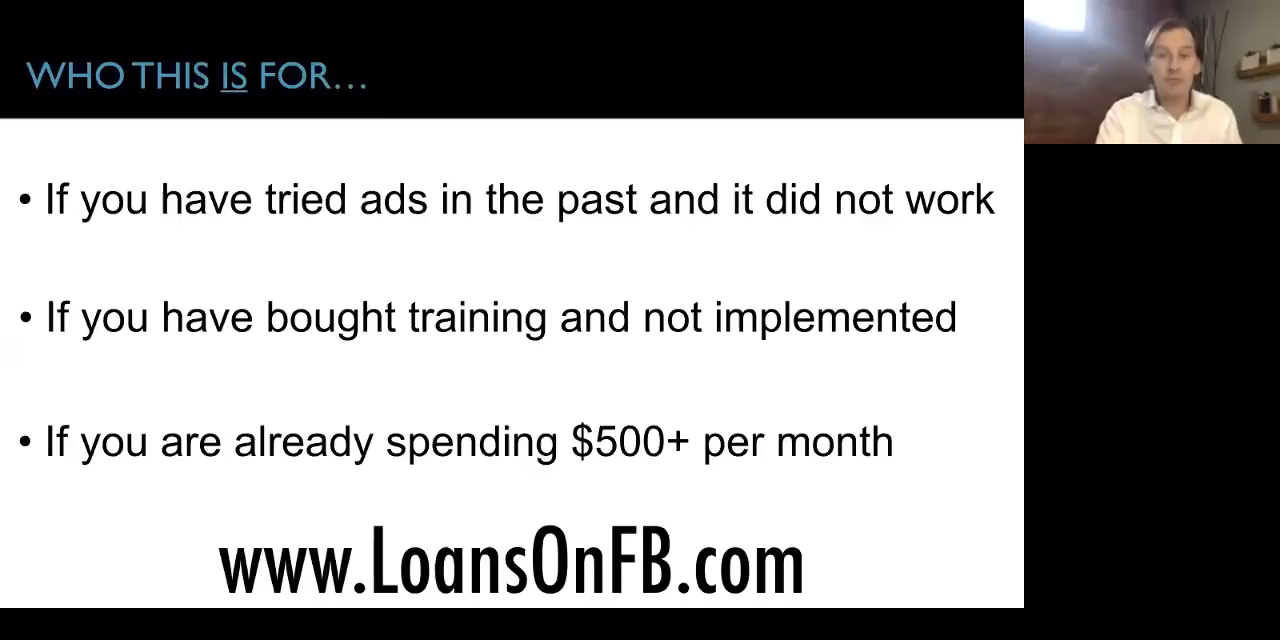 WHO THIS IS FOR…
• If you have tried ads in the past and it did not work
• If you have bought training and not implemented
• If you are already spending $500+ per month
www.LoansOnFB.com